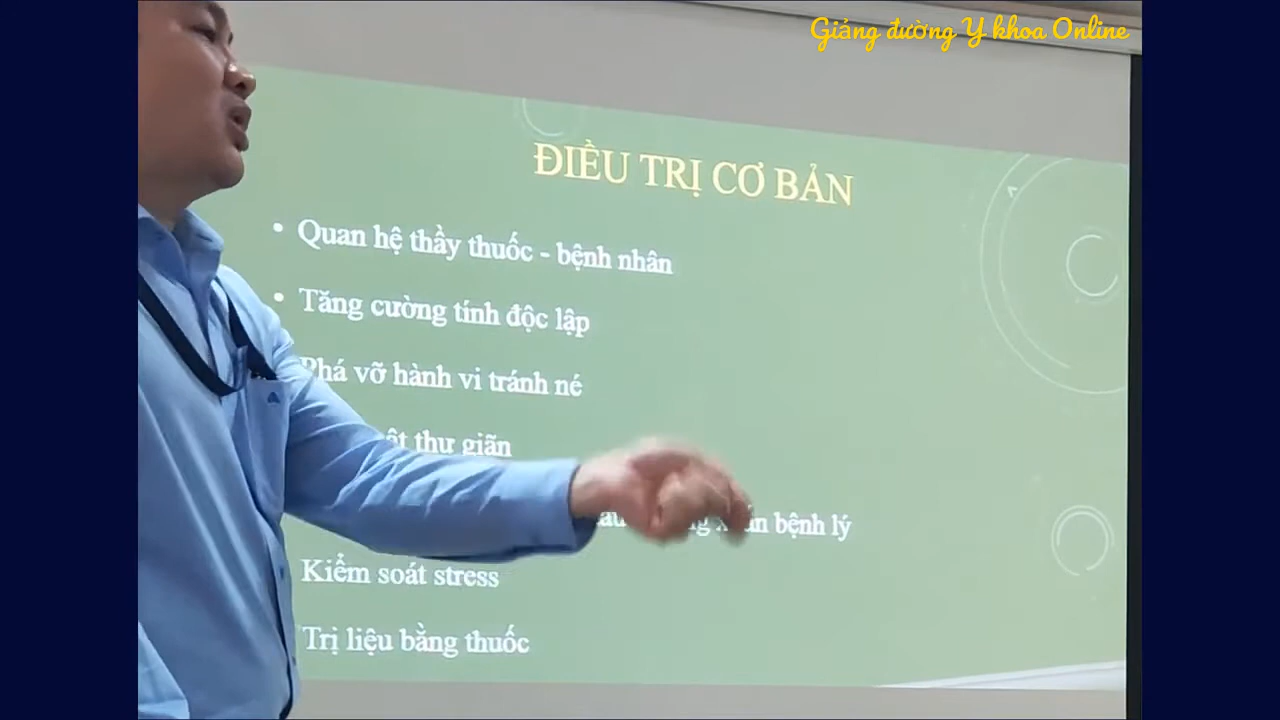 Giảng đường Y khoa Online
ĐIỀU TRỊ CƠ BẢN
• Quan hệ thầy thuốc - bệnh nhân
• Tăng cường tính độc lập
Phá vỡ hành vi tránh né
thư giãn
bệnh lý
Kiểm soát stress
Trị liệu bằng thuốc